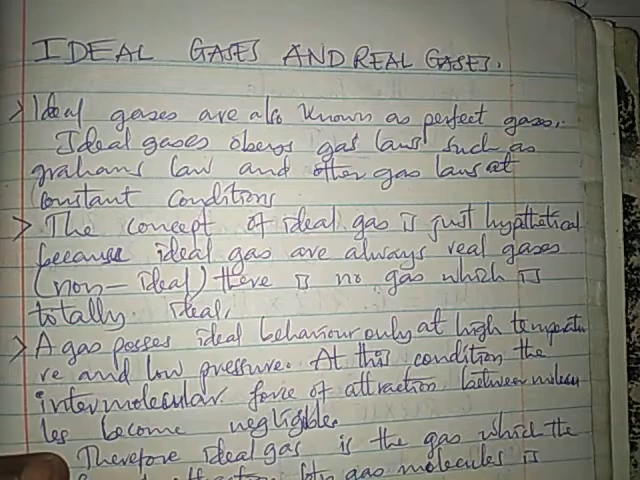 IDEAL GASES AND REAL GASES.
> Ideal gases are also known as perfect gases.
Ideal gases obeys gas laws such as
grahams law and other gas laws at
constant conditions
> The concept of ideal gas is just hypothetical
because ideal gas are always real gases
(non-ideal) there is no gas which is
totally ideal.
> A gas posses ideal behaviour only at high temperatu
re and low pressure. At this condition the
intermolecular force of attraction between molecu
les become negligible.
Therefore ideal gas is the gas which the
gas molecules is